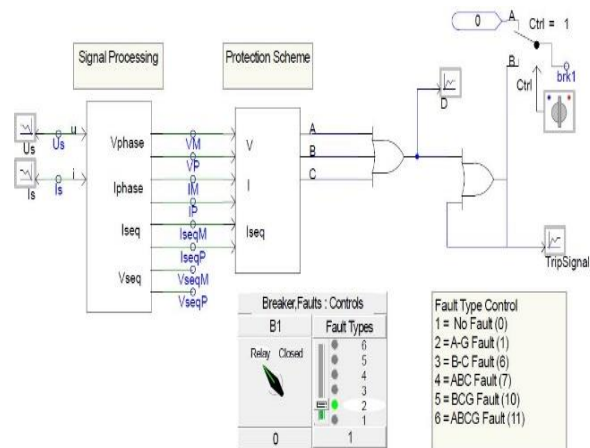 0
A
Ctrl = 1
Signal Processing
Protection Scheme
B
Ctrl
brk1
D
Us
Us
u
Vphase
VM
VP
V
A
B
C
Is
Is
i
Iphase
IM
IP
I
Iseq
IseqM
IseqP
Iseq
Vseq
VseqM
VseqP
TripSignal
Breaker,Faults : Controls
B1
Fault Types
Relay Closed
6
5
4
3
2
1
0
1
Fault Type Control
1 = No Fault (0)
2 = A-G Fault (1)
3 = B-C Fault (6)
4 = ABC Fault (7)
5 = BCG Fault (10)
6 = ABCG Fault (11)